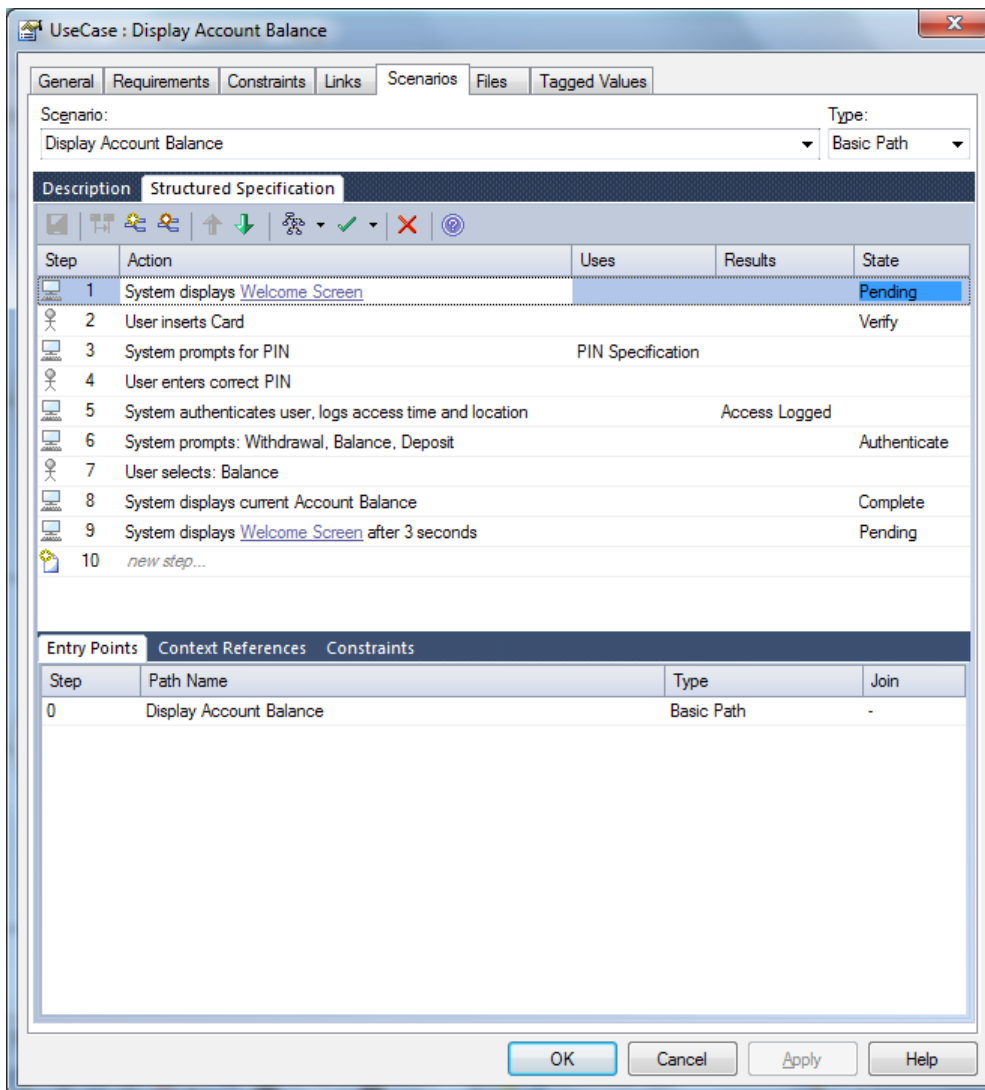 UseCase : Display Account Balance
General Requirements Constraints Links Scenarios Files Tagged Values
Scenario: Type:
Display Account Balance Basic Path
Description Structured Specification
Step Action Uses Results State
1 System displays Welcome Screen Pending
2 User inserts Card Verify
3 System prompts for PIN PIN Specification
4 User enters correct PIN
5 System authenticates user, logs access time and location Access Logged
6 System prompts: Withdrawal, Balance, Deposit Authenticate
7 User selects: Balance
8 System displays current Account Balance Complete
9 System displays Welcome Screen after 3 seconds Pending
10 new step...
Entry Points Context References Constraints
Step Path Name Type Join
0 Display Account Balance Basic Path -
OK Cancel Apply Help